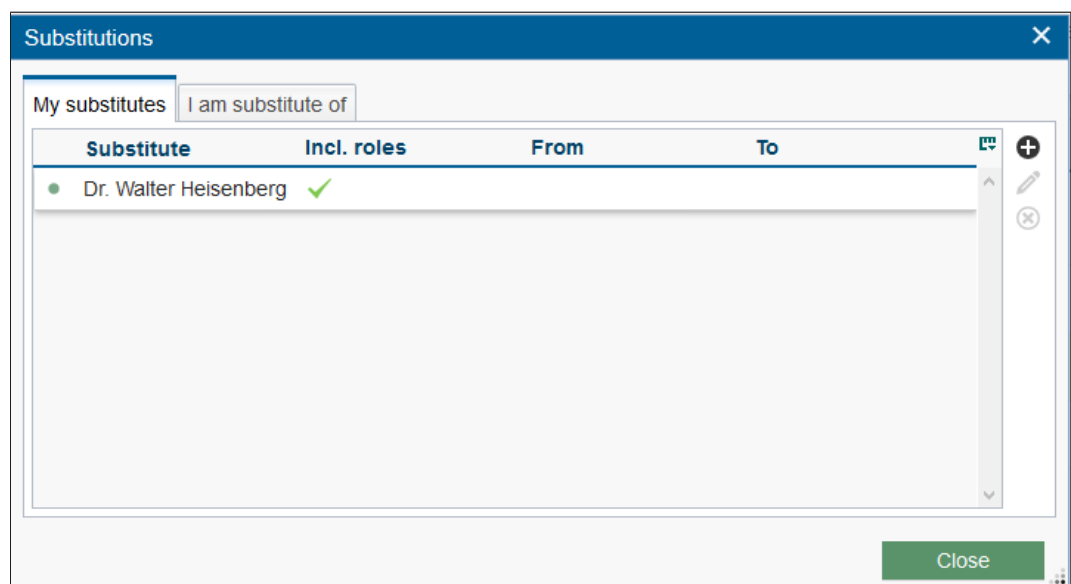 Substitutions
My substitutes
I am substitute of
Substitute Incl. roles From To
Dr. Walter Heisenberg
Close